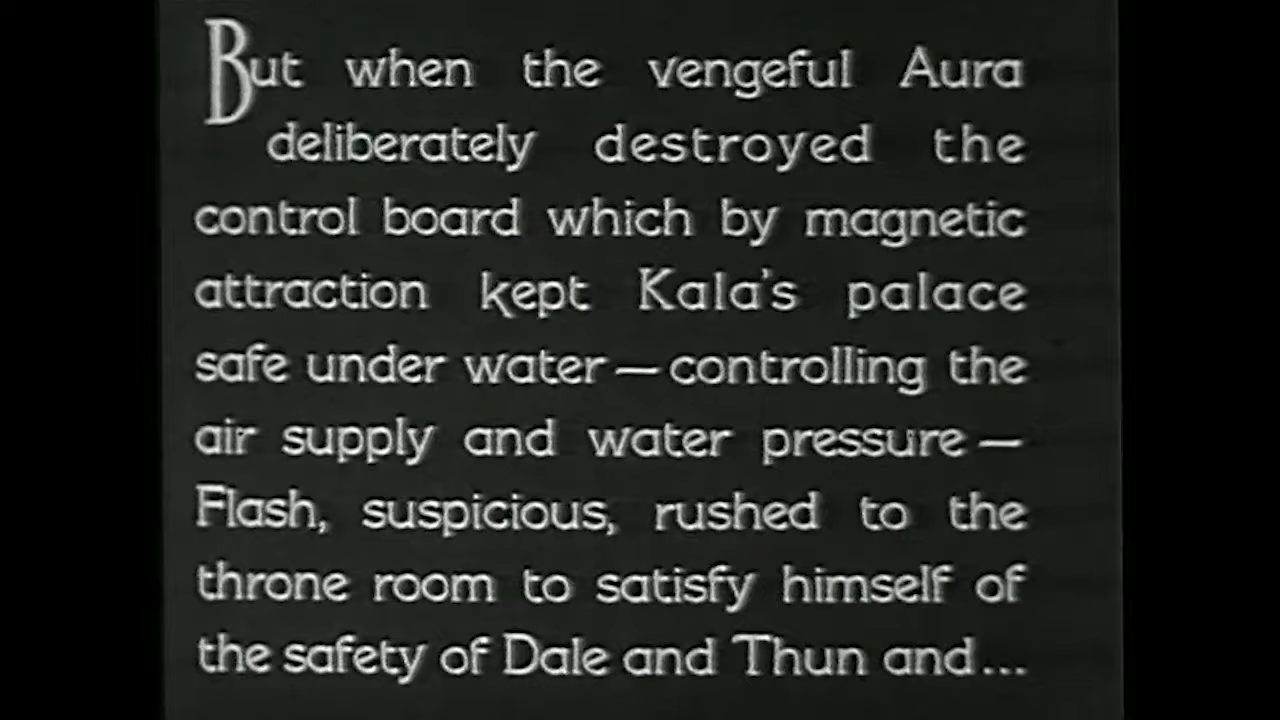 But when the vengeful Aura
deliberately destroyed the
control board which by magnetic
attraction kept Kala's palace
safe under water — controlling the
air supply and water pressure —
Flash, suspicious, rushed to the
throne room to satisfy himself of
the safety of Dale and Thun and...